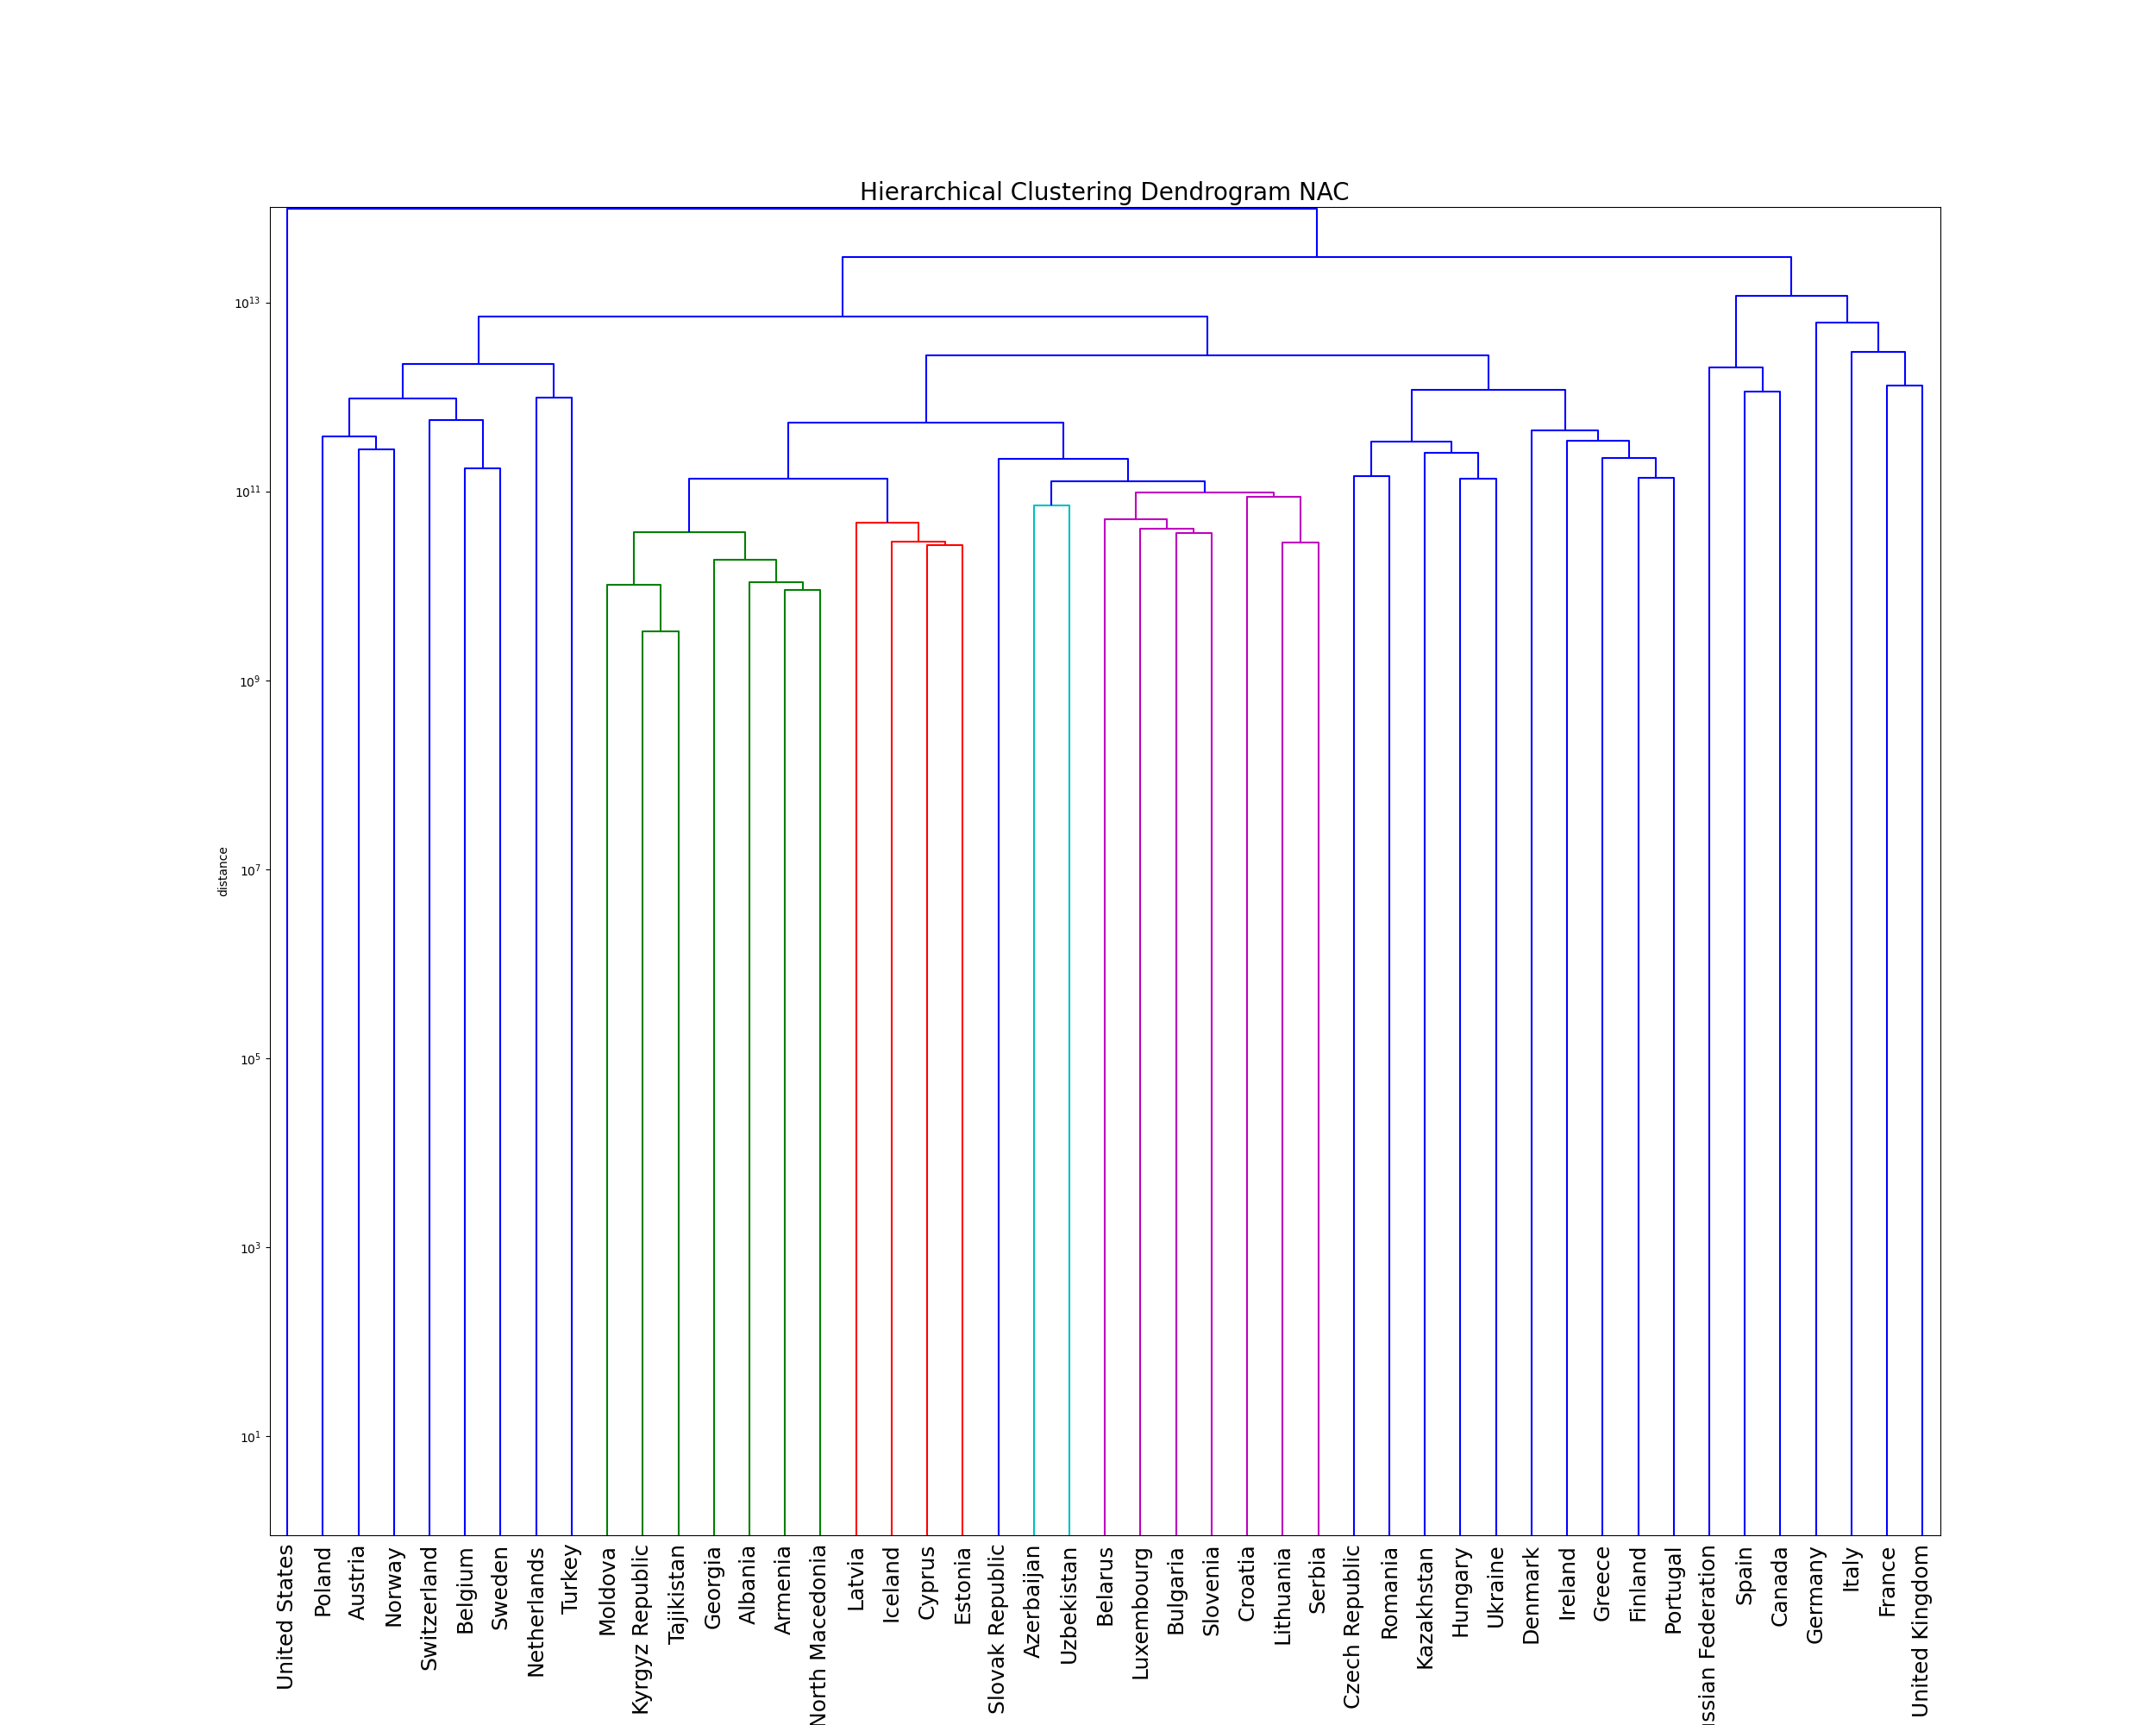 Hierarchical Clustering Dendrogram NAC
distance
10¹³
10¹¹
10⁹
10⁷
10⁵
10³
10¹
United States
Poland
Austria
Norway
Switzerland
Belgium
Sweden
Netherlands
Turkey
Moldova
Kyrgyz Republic
Tajikistan
Georgia
Albania
Armenia
North Macedonia
Latvia
Iceland
Cyprus
Estonia
Slovak Republic
Azerbaijan
Uzbekistan
Belarus
Luxembourg
Bulgaria
Slovenia
Croatia
Lithuania
Serbia
Czech Republic
Romania
Kazakhstan
Hungary
Ukraine
Denmark
Ireland
Greece
Finland
Portugal
ssian Federation
Spain
Canada
Germany
Italy
France
United Kingdom